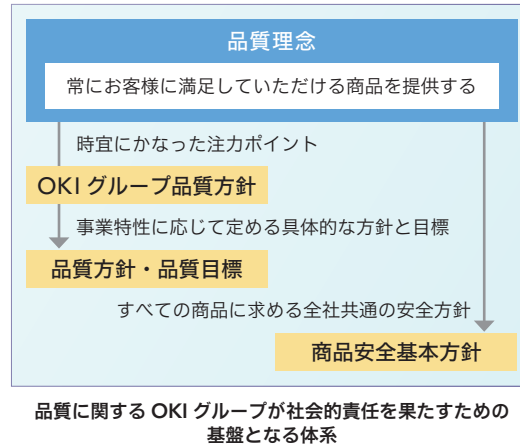 品質理念
常にお客様に満足していただける商品を提供する
時宜にかなった注力ポイント
OKI グループ品質方針
事業特性に応じて定める具体的な方針と目標
品質方針・品質目標
すべての商品に求める全社共通の安全方針
商品安全基本方針
品質に関する OKI グループが社会的責任を果たすための
基盤となる体系